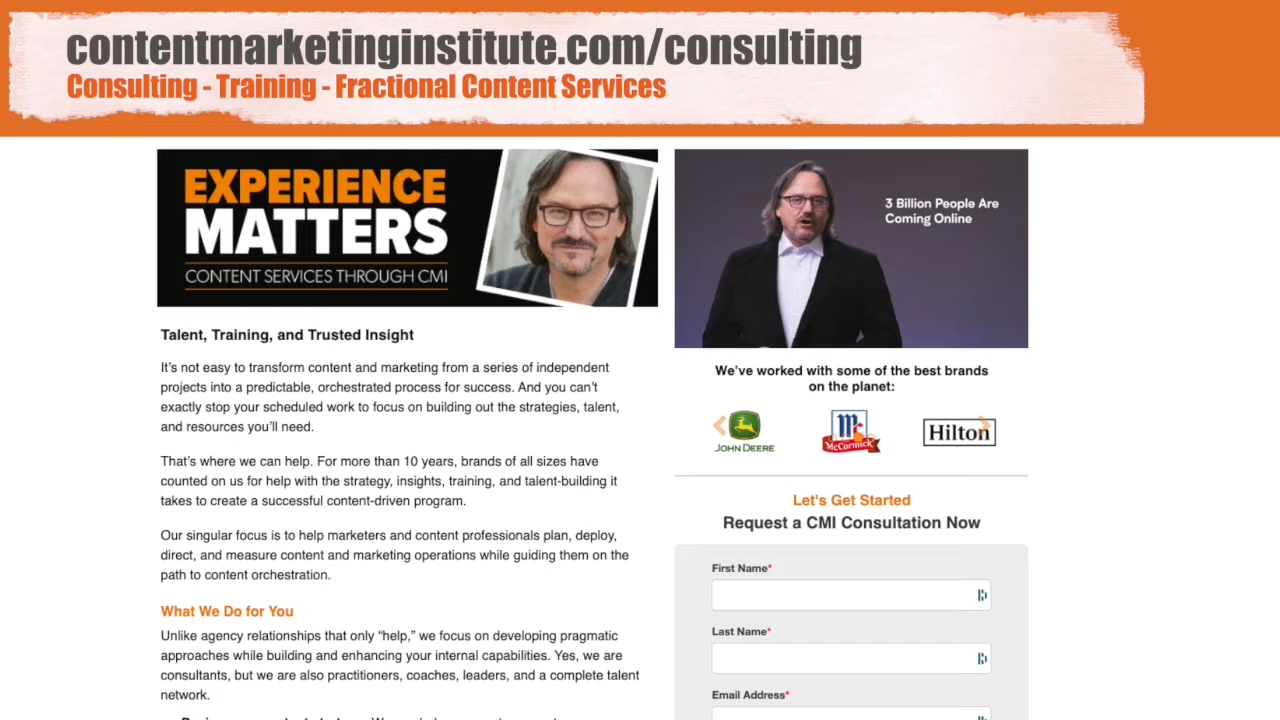 contentmarketinginstitute.com/consulting
Consulting - Training - Fractional Content Services
EXPERIENCE
MATTERS
CONTENT SERVICES THROUGH CMI
Talent, Training, and Trusted Insight
It’s not easy to transform content and marketing from a series of independent
projects into a predictable, orchestrated process for success. And you can’t
exactly stop your scheduled work to focus on building out the strategies, talent,
and resources you’ll need.
That’s where we can help. For more than 10 years, brands of all sizes have
counted on us for help with the strategy, insights, training, and talent-building it
takes to create a successful content-driven program.
Our singular focus is to help marketers and content professionals plan, deploy,
direct, and measure content and marketing operations while guiding them on the
path to content orchestration.
What We Do for You
Unlike agency relationships that only “help,” we focus on developing pragmatic
approaches while building and enhancing your internal capabilities. Yes, we are
consultants, but we are also practitioners, coaches, leaders, and a complete talent
network.
3 Billion People Are
Coming Online
We’ve worked with some of the best brands
on the planet:
JOHN DEERE
Mc
McCormick
Hilton
Let's Get Started
Request a CMI Consultation Now
First Name*
Last Name*
Email Address*